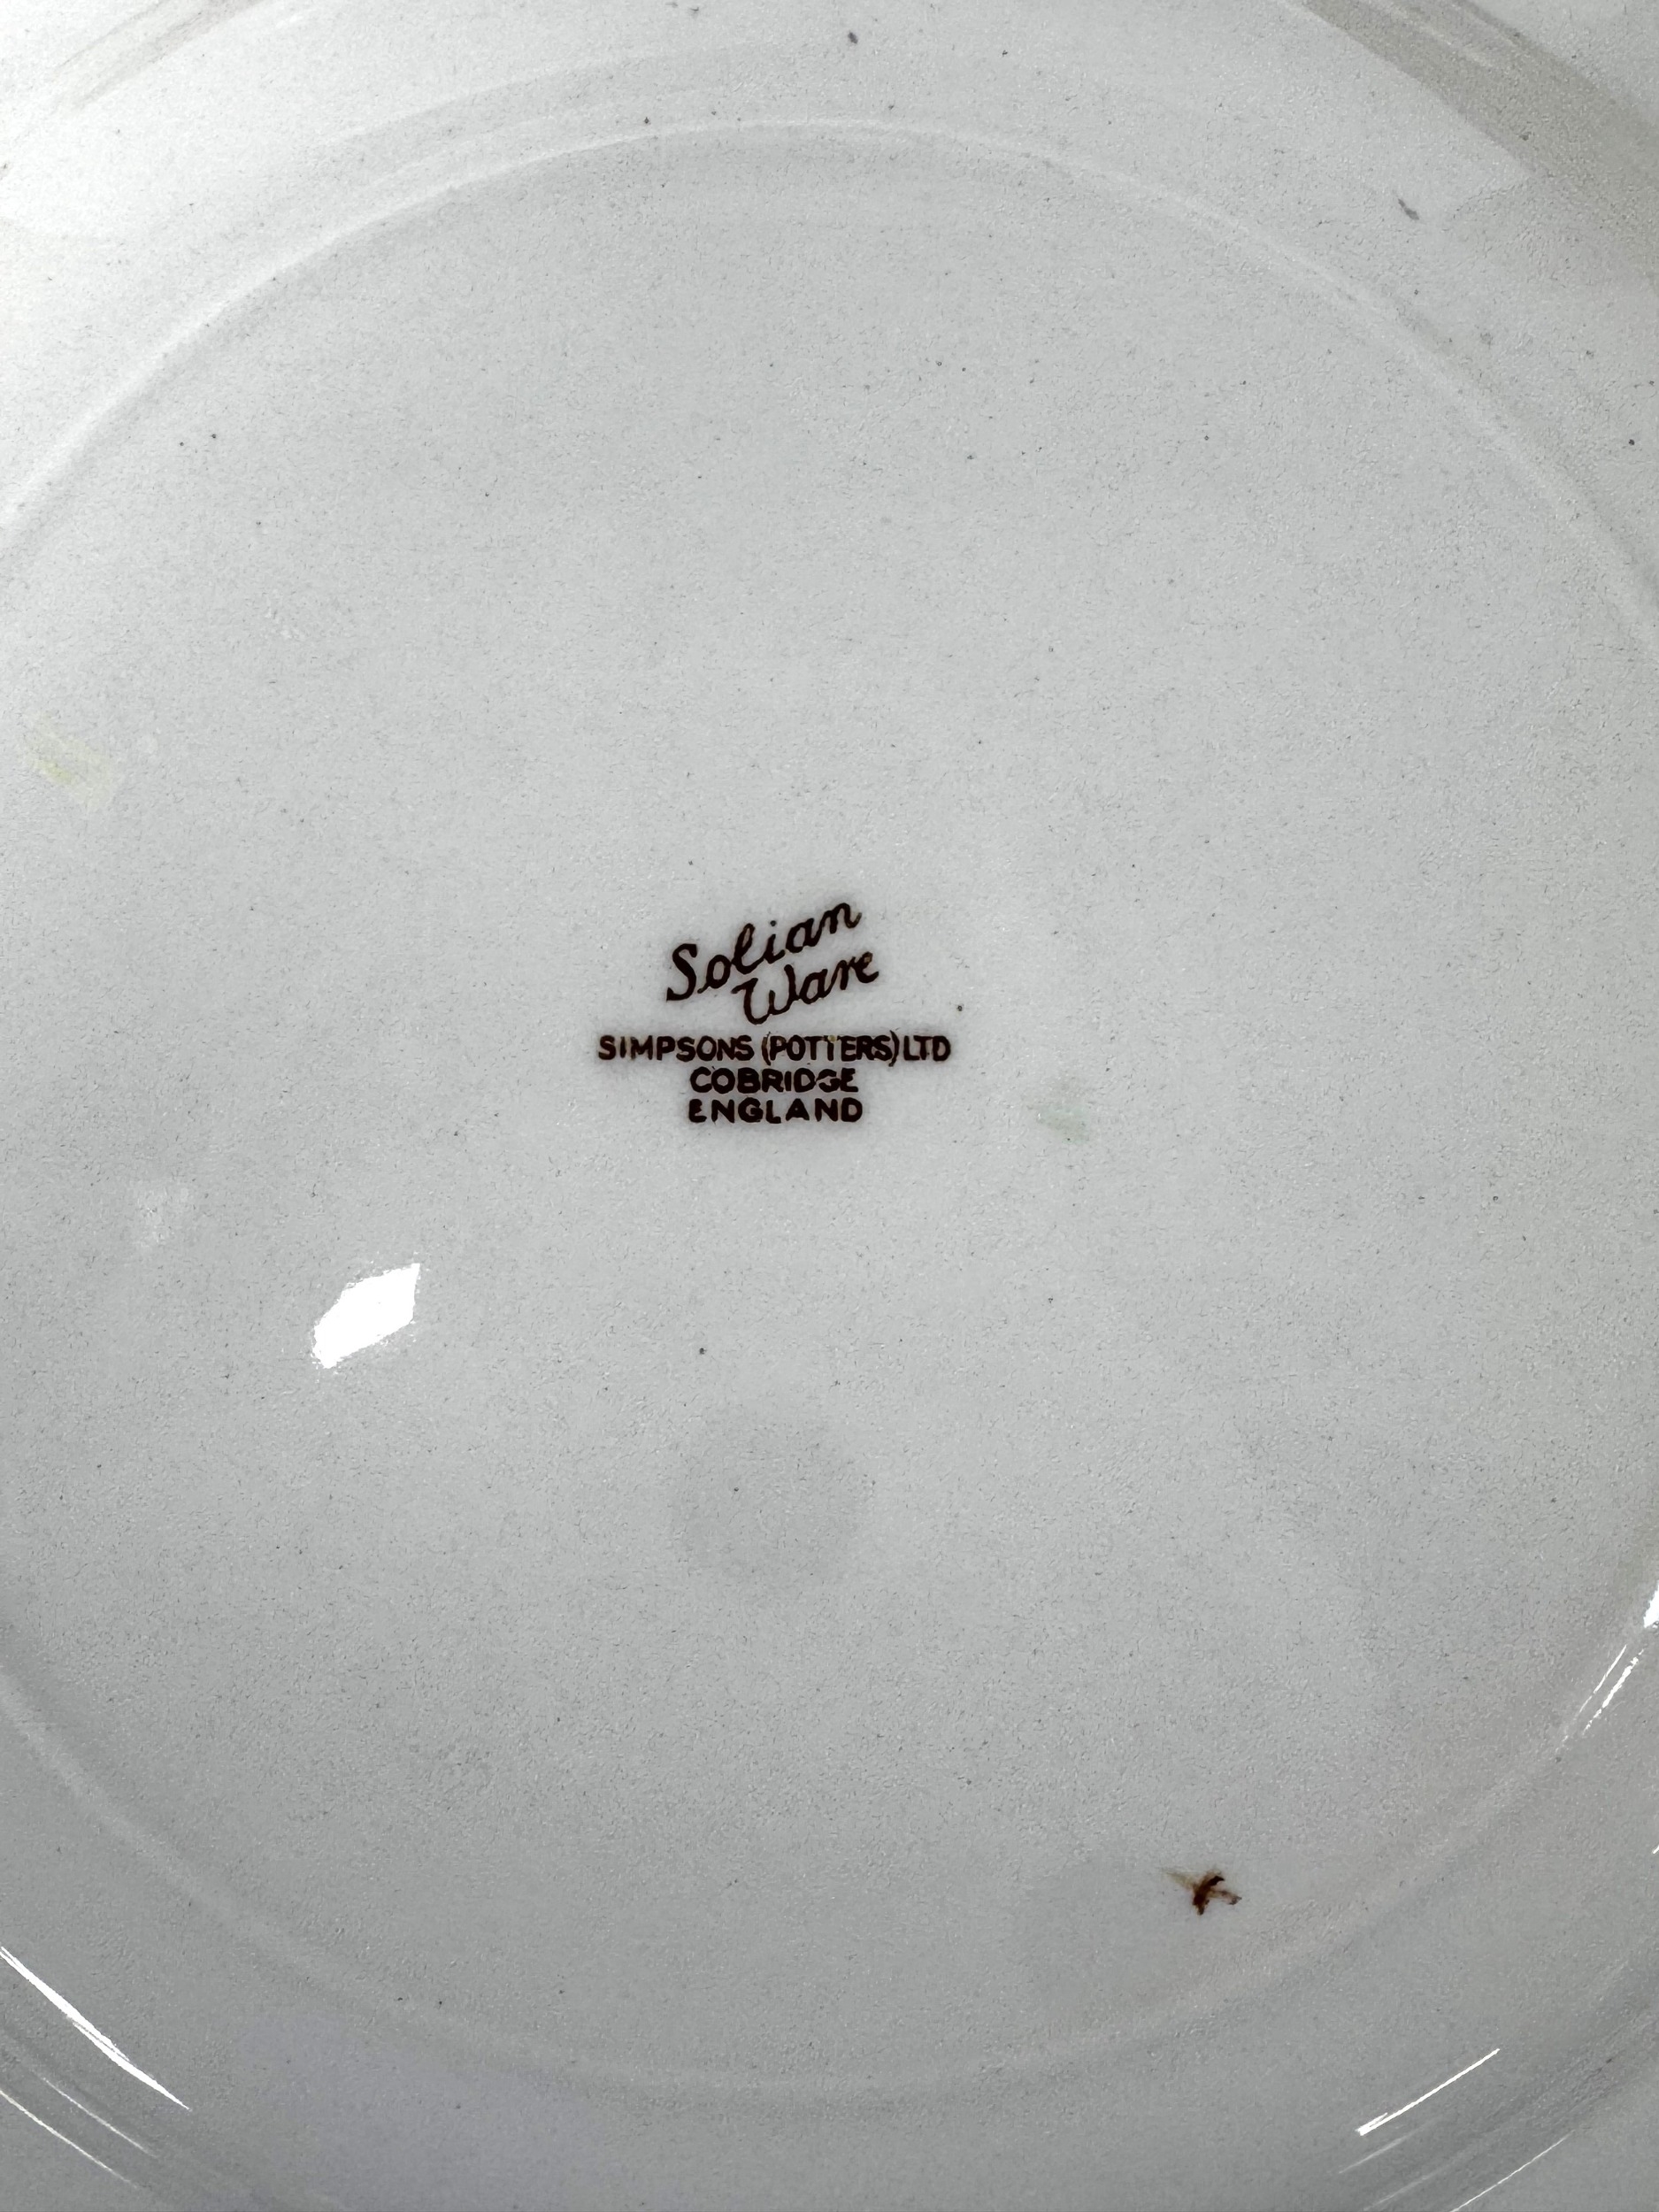 Solian
Ware
SIMPSONS (POTTERS) LTD
COBRIDGE
ENGLAND